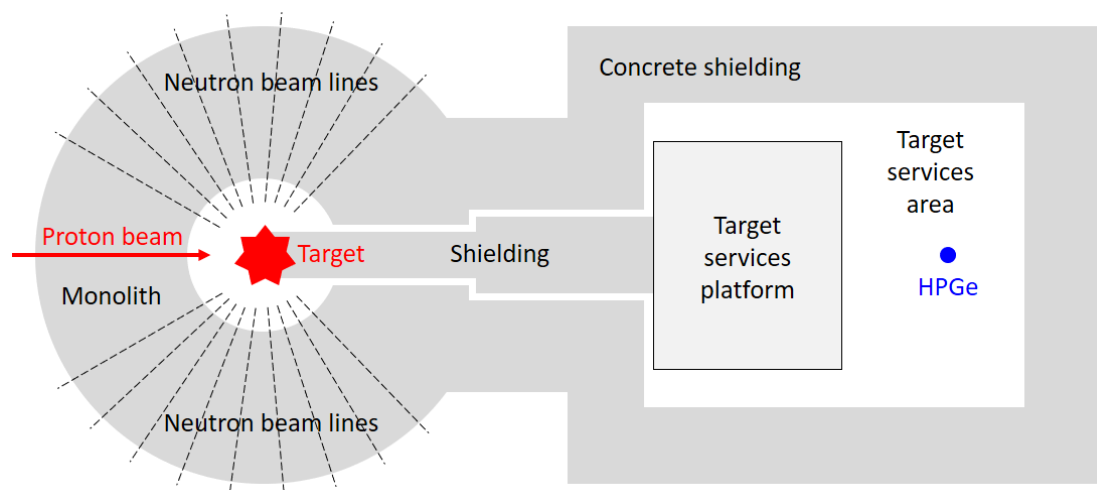 Neutron beam lines
Concrete shielding
Target
services
area
Proton beam
Target
Shielding
Target
services
platform
HPGe
Monolith
Neutron beam lines